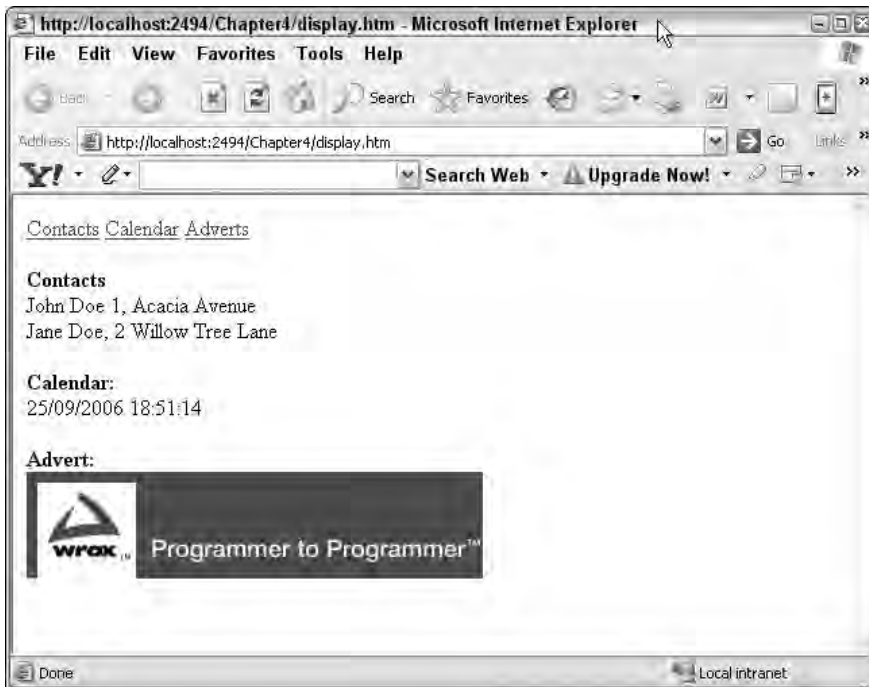 http://localhost:2494/Chapter4/display.htm - Microsoft Internet Explorer
File Edit View Favorites Tools Help
Back Search Favorites
Address http://localhost:2494/Chapter4/display.htm Go Links »
Y! Search Web Upgrade Now! »
Contacts Calendar Adverts
Contacts
John Doe 1, Acacia Avenue
Jane Doe, 2 Willow Tree Lane
Calendar:
25/09/2006 18:51:14
Advert:
wrox™ Programmer to Programmer™
Done Local intranet